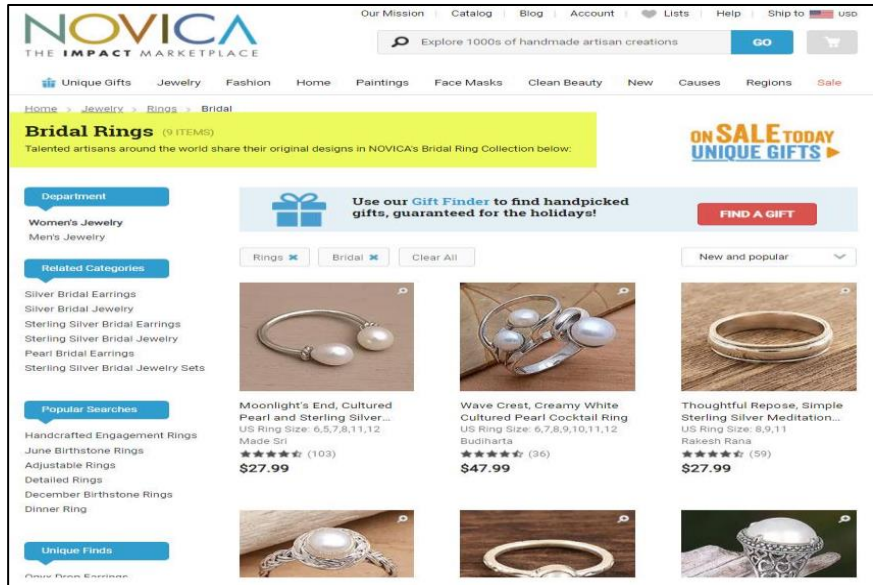 Our Mission Catalog Blog Account Lists Help Ship to USD
NOVICA
THE IMPACT MARKETPLACE
Explore 1000s of handmade artisan creations GO
Unique Gifts Jewelry Fashion Home Paintings Face Masks Clean Beauty New Causes Regions Sale
Home > Jewelry > Rings > Bridal
Bridal Rings (9 ITEMS)
Talented artisans around the world share their original designs in NOVICA's Bridal Ring Collection below:
ON SALE TODAY
UNIQUE GIFTS
Department
Women's Jewelry
Men's Jewelry
Related Categories
Silver Bridal Earrings
Silver Bridal Jewelry
Sterling Silver Bridal Earrings
Sterling Silver Bridal Jewelry
Pearl Bridal Earrings
Sterling Silver Bridal Jewelry Sets
Popular Searches
Handcrafted Engagement Rings
June Birthstone Rings
Adjustable Rings
Detailed Rings
December Birthstone Rings
Dinner Ring
Unique Finds
Onyx Drop Earrings
Use our Gift Finder to find handpicked
gifts, guaranteed for the holidays!
FIND A GIFT
Rings Bridal Clear All
New and popular
Moonlight's End, Cultured
Pearl and Sterling Silver...
US Ring Size: 6,5,7,8,11,12
Made Sri
(103)
$27.99
Wave Crest, Creamy White
Cultured Pearl Cocktail Ring
US Ring Size: 6,7,8,9,10,11,12
Budiharta
(36)
$47.99
Thoughtful Repose, Simple
Sterling Silver Meditation...
US Ring Size: 8,9,11
Rakesh Rana
(59)
$27.99